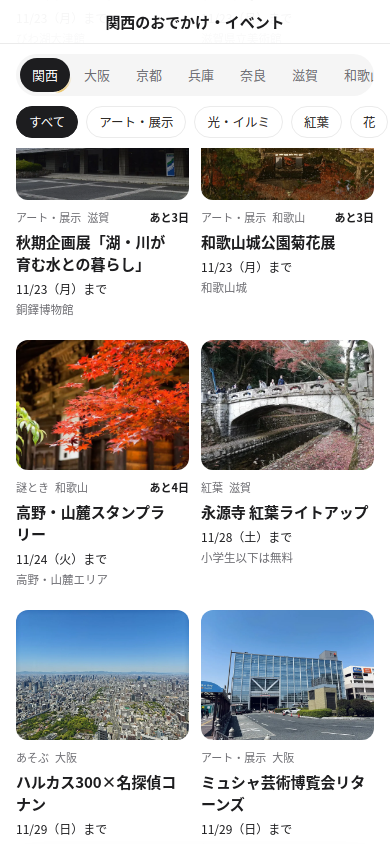 関西のおでかけ・イベント
関西 大阪 京都 兵庫 奈良 滋賀
すべて アート・展示 光・イルミ 紅葉 花
アート・展示 滋賀 あと3日
秋期企画展「湖・川が
育む水との暮らし」
11/23（月）まで
銅鐸博物館
アート・展示 和歌山 あと3日
和歌山城公園菊花展
11/23（月）まで
和歌山城
謎とき 和歌山 あと4日
高野・山麓スタンプラ
リー
11/24（火）まで
高野・山麓エリア
紅葉 滋賀
永源寺 紅葉ライトアップ
11/28（土）まで
小学生以下は無料
あそぶ 大阪
ハルカス300×名探偵コ
ナン
11/29（日）まで
アート・展示 大阪
ミュシャ芸術博覧会リタ
ーンズ
11/29（日）まで